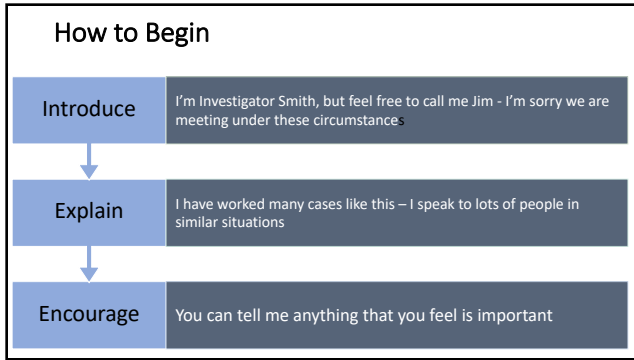 How to Begin
Introduce
I'm Investigator Smith, but feel free to call me Jim - I'm sorry we are
meeting under these circumstances
Explain
I have worked many cases like this – I speak to lots of people in
similar situations
Encourage
You can tell me anything that you feel is important